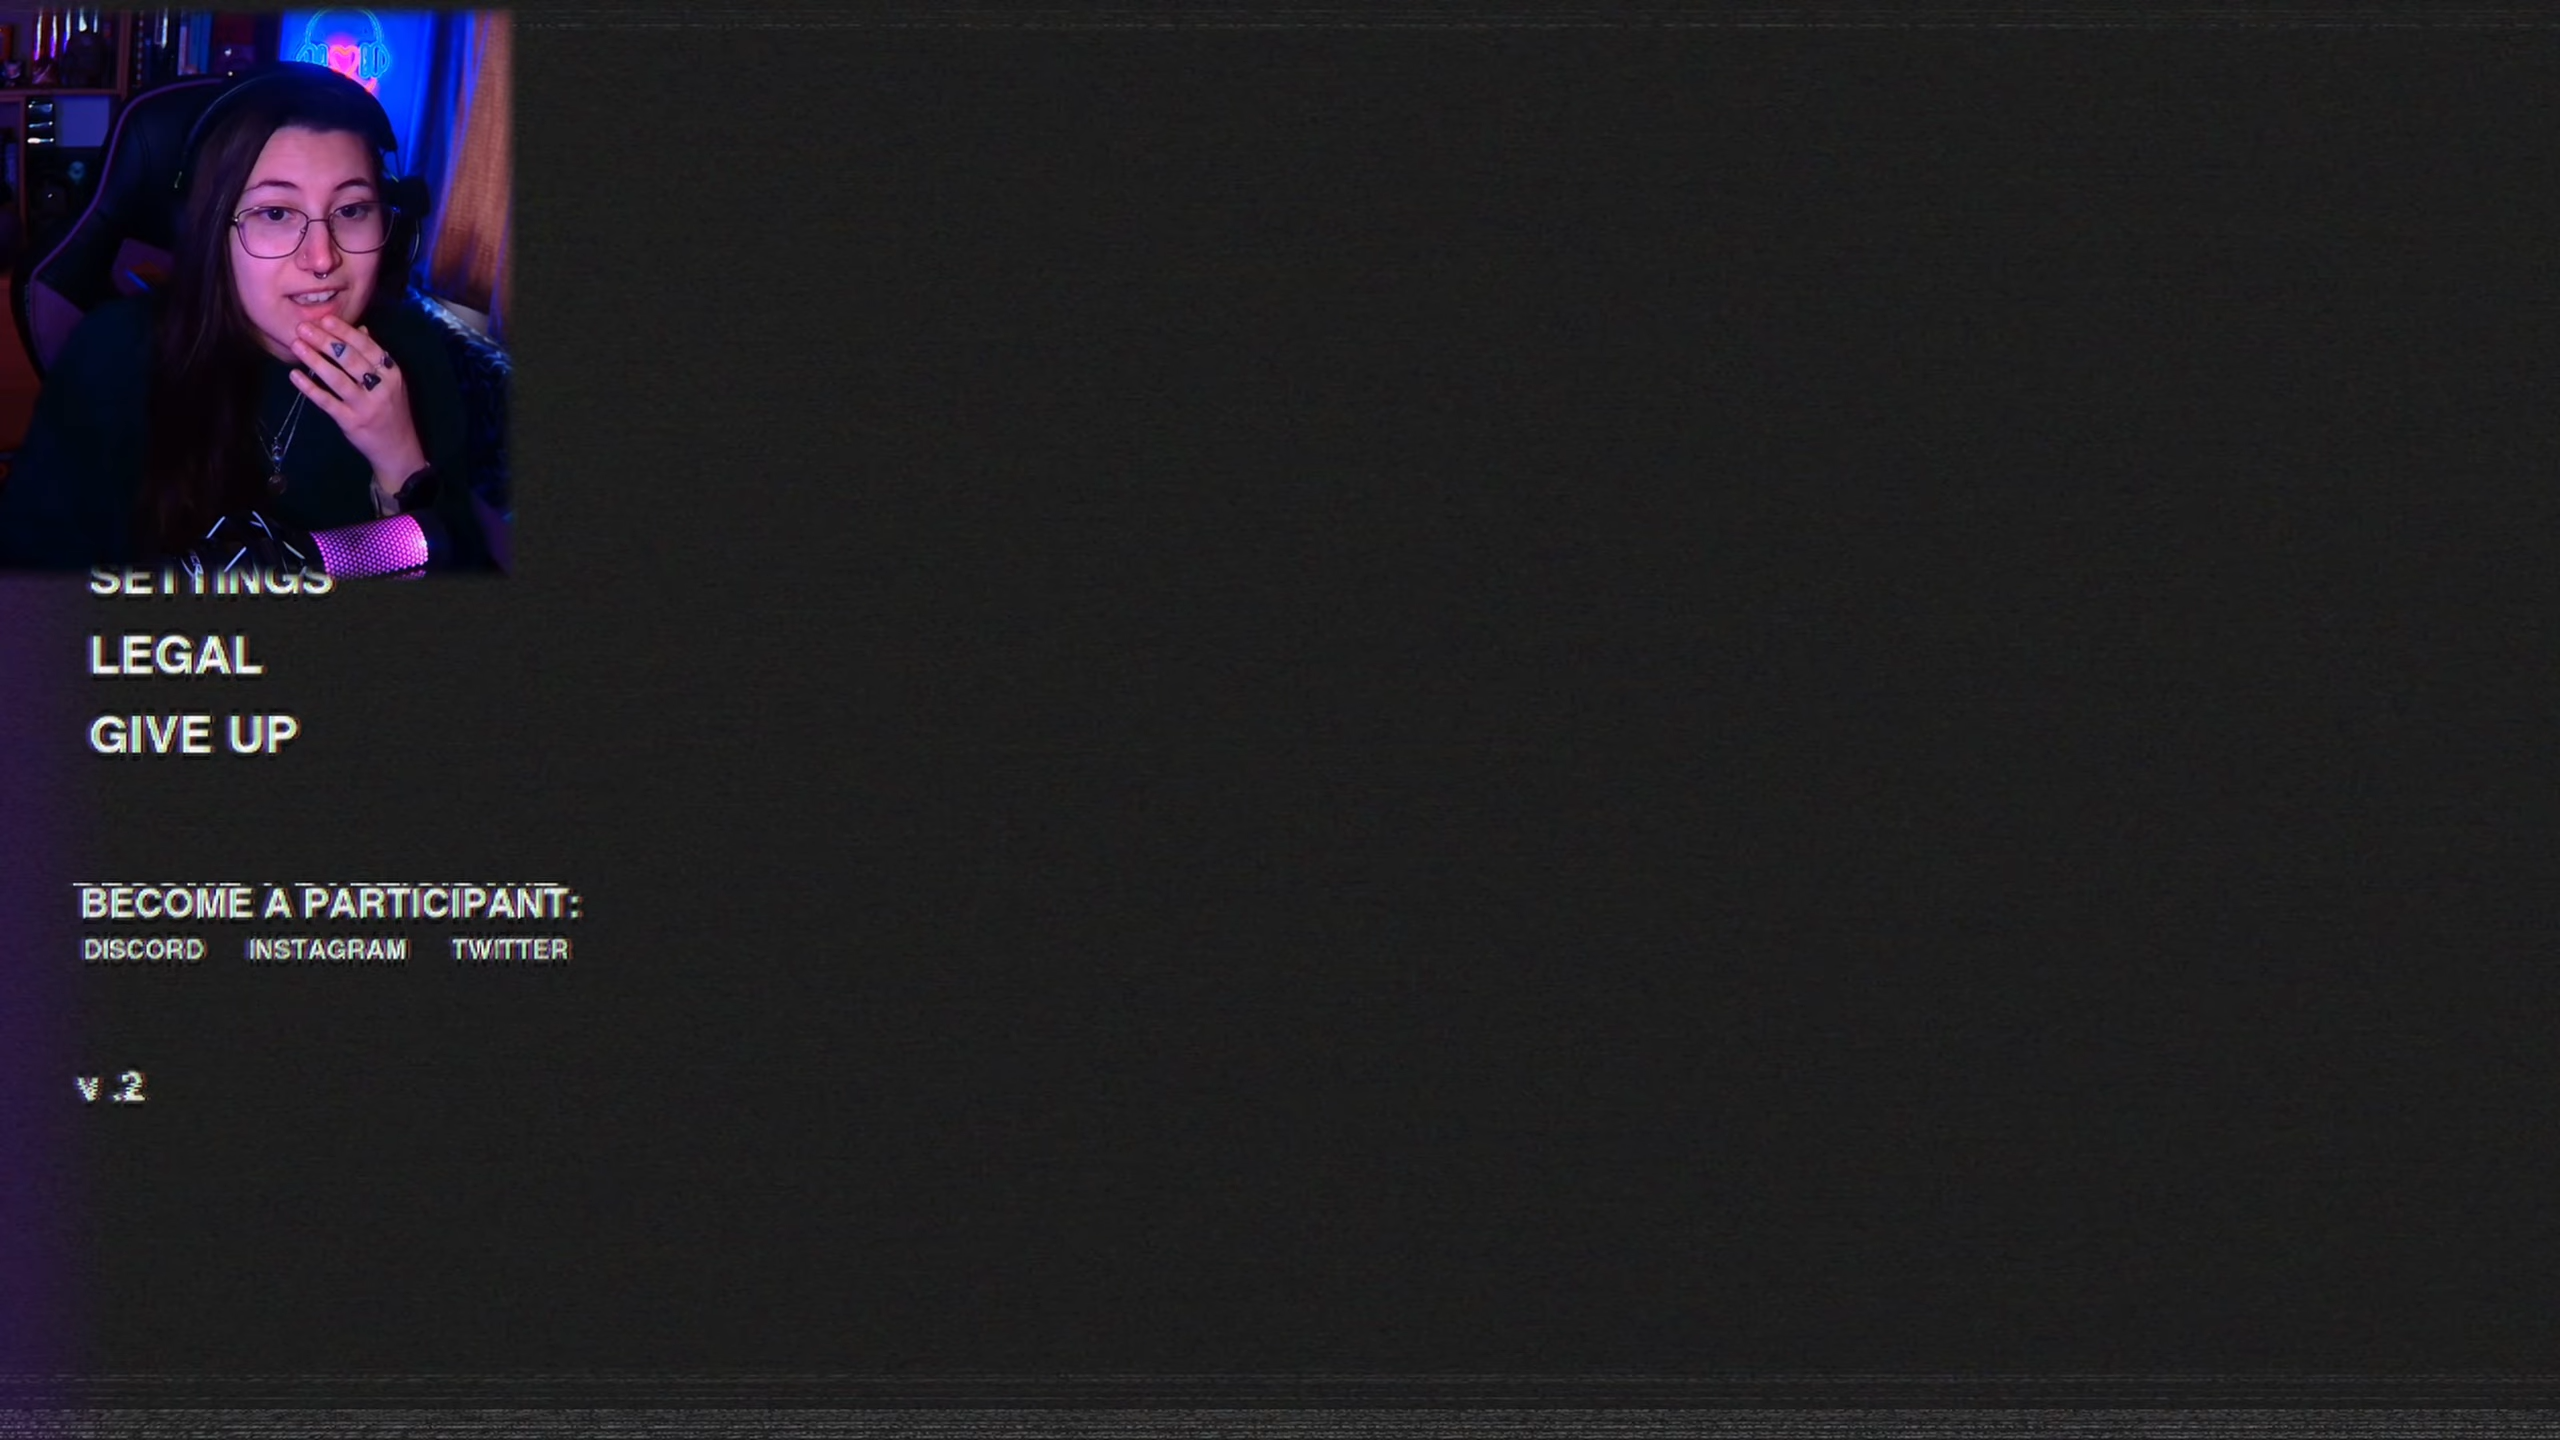 SETTINGS
LEGAL
GIVE UP
BECOME A PARTICIPANT:
DISCORD INSTAGRAM TWITTER
v .2